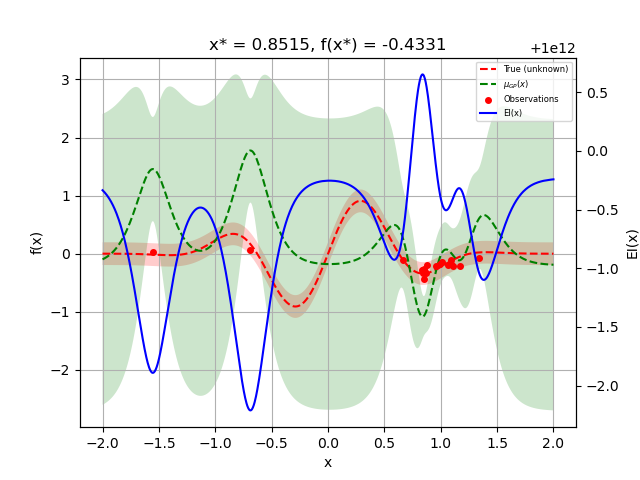 x* = 0.8515, f(x*) = -0.4331
+1e12
True (unknown)
μGP(x)
Observations
EI(x)
3
2
1
0
−1
−2
f(x)
0.5
0.0
−0.5
−1.0
−1.5
−2.0
EI(x)
−2.0 −1.5 −1.0 −0.5 0.0 0.5 1.0 1.5 2.0
x